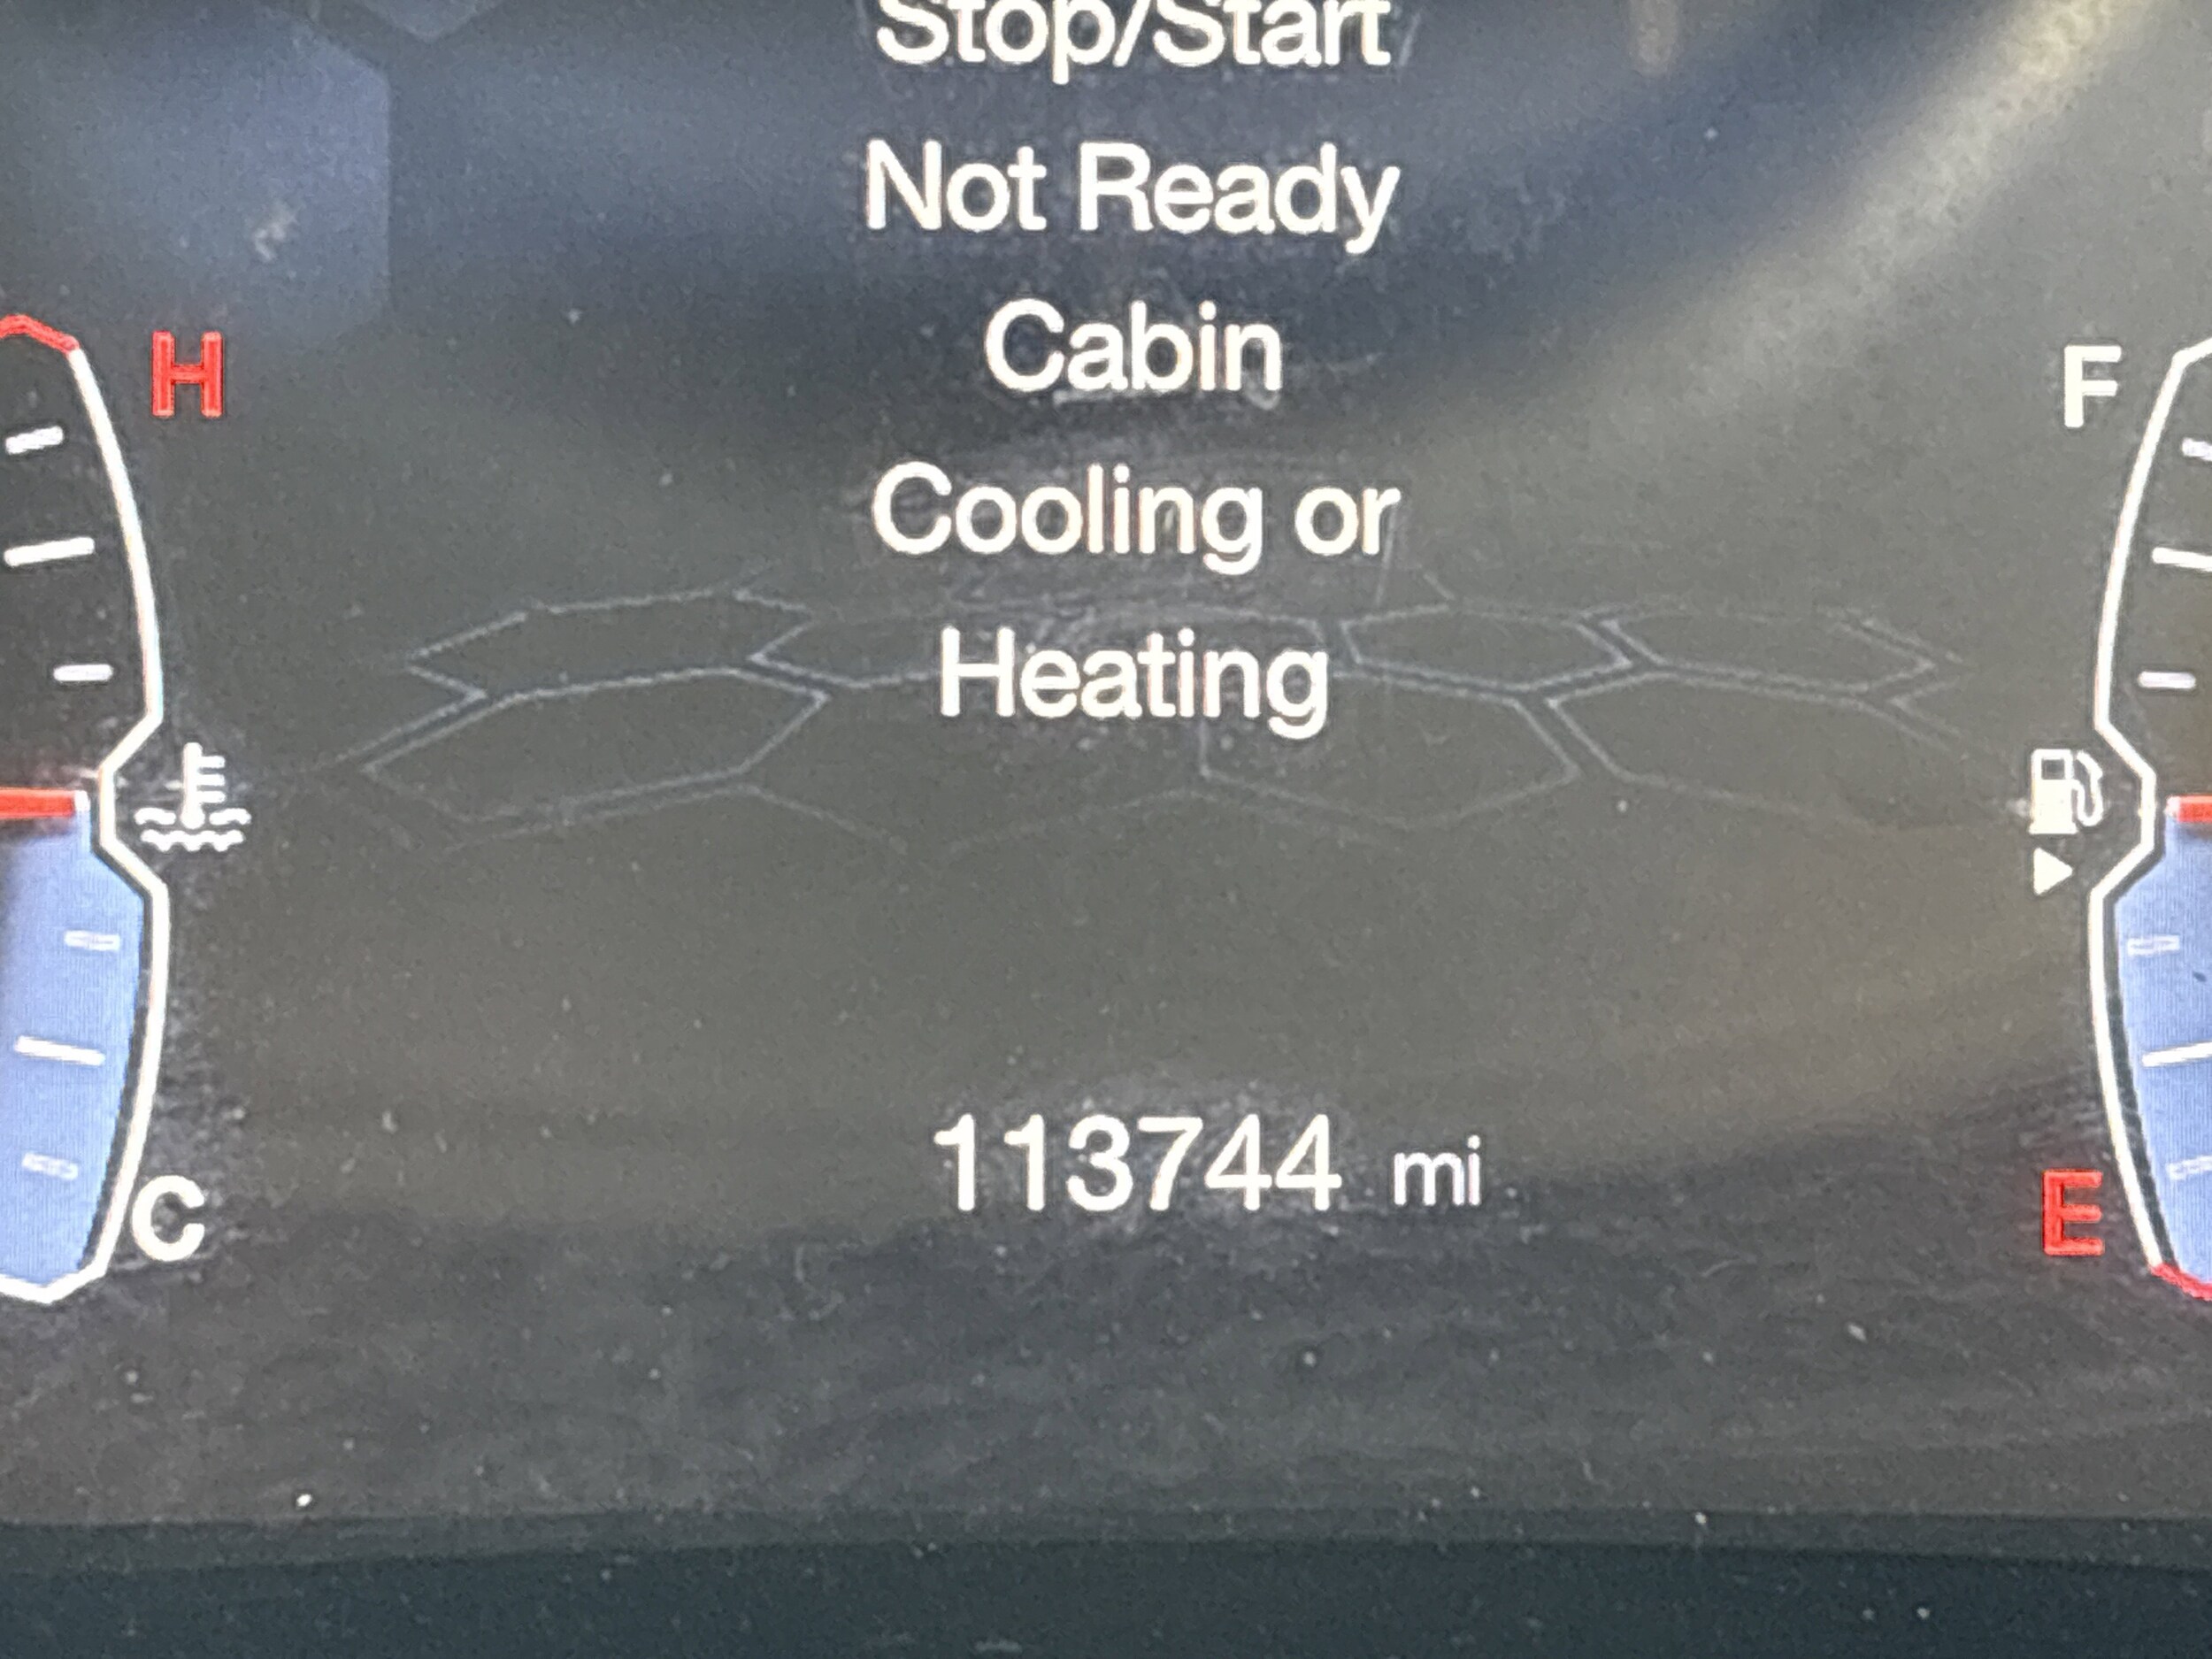 Stop/Start
Not Ready
Cabin
Cooling or
Heating
H
F
C
E
113744 mi